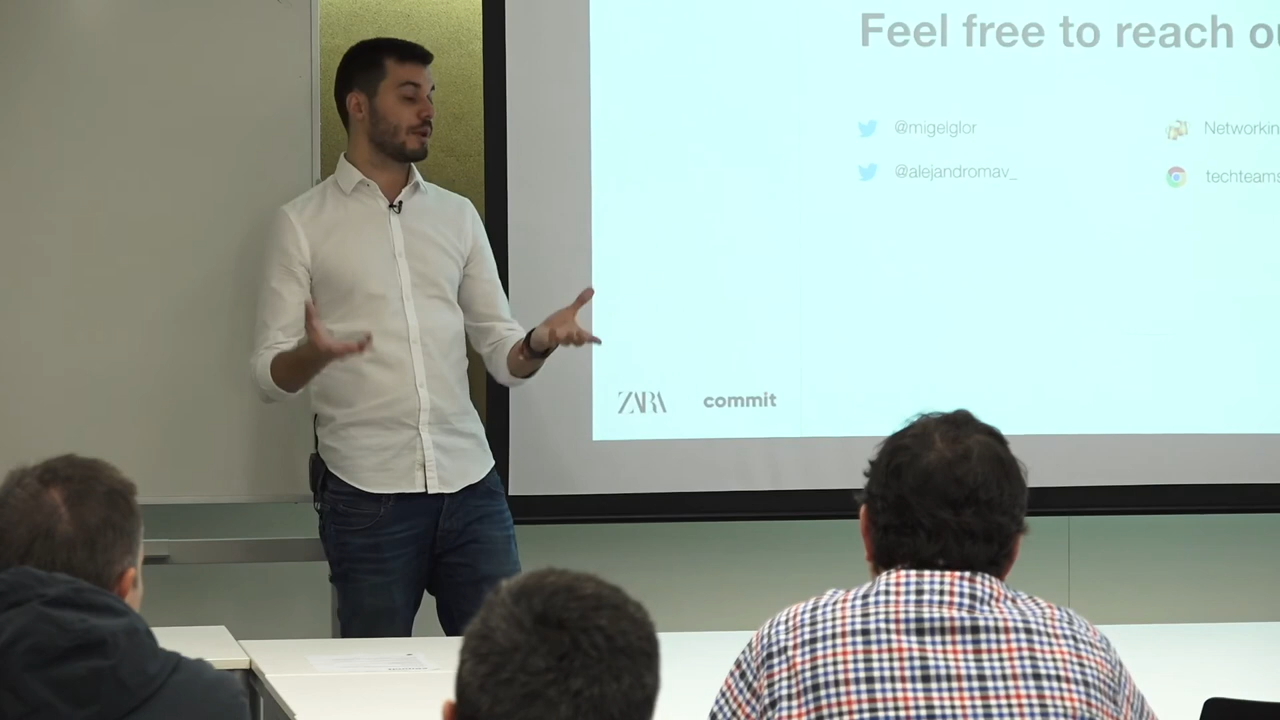 Feel free to reach ou
@migelglor
@alejandromav_
Networkin
techteams
ZARA
commit